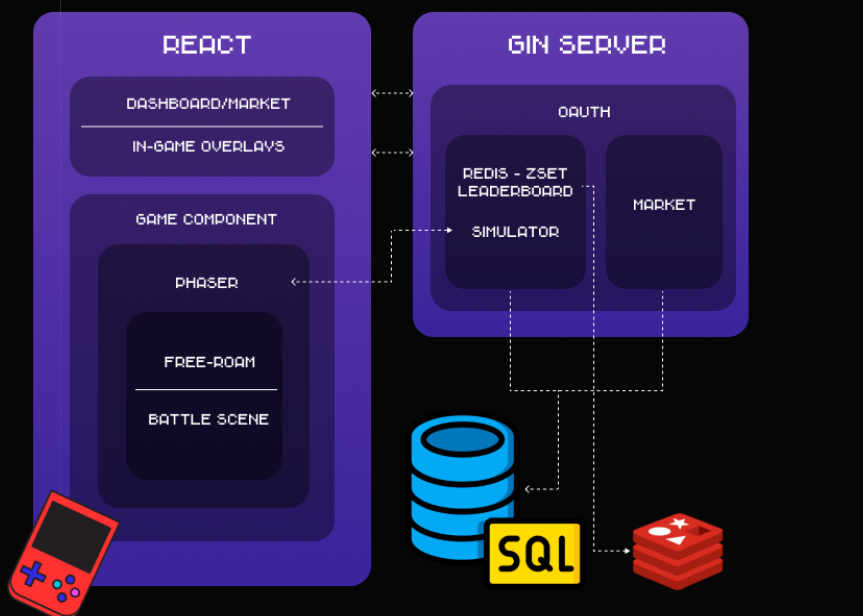 REACT
DASHBOARD/MARKET
IN-GAME OVERLAYS
GAME COMPONENT
PHASER
FREE-ROAM
BATTLE SCENE
GIN SERVER
OAUTH
REDIS - ZSET
LEADERBOARD
SIMULATOR
MARKET
SQL